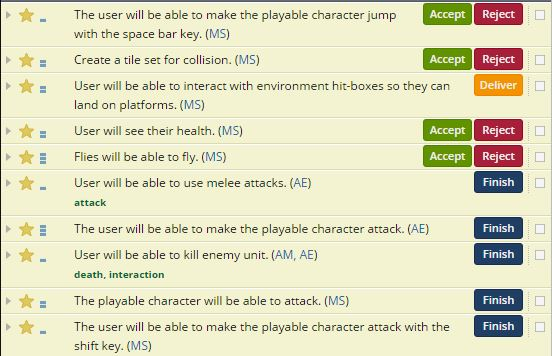 The user will be able to make the playable character jump Accept Reject
with the space bar key. (MS)
Create a tile set for collision. (MS) Accept Reject
User will be able to interact with environment hit-boxes so they can Deliver
land on platforms. (MS)
User will see their health. (MS) Accept Reject
Flies will be able to fly. (MS) Accept Reject
User will be able to use melee attacks. (AE) Finish
attack
The user will be able to make the playable character attack. (AE) Finish
User will be able to kill enemy unit. (AM, AE) Finish
death, interaction
The playable character will be able to attack. (MS) Finish
The user will be able to make the playable character attack with the Finish
shift key. (MS)